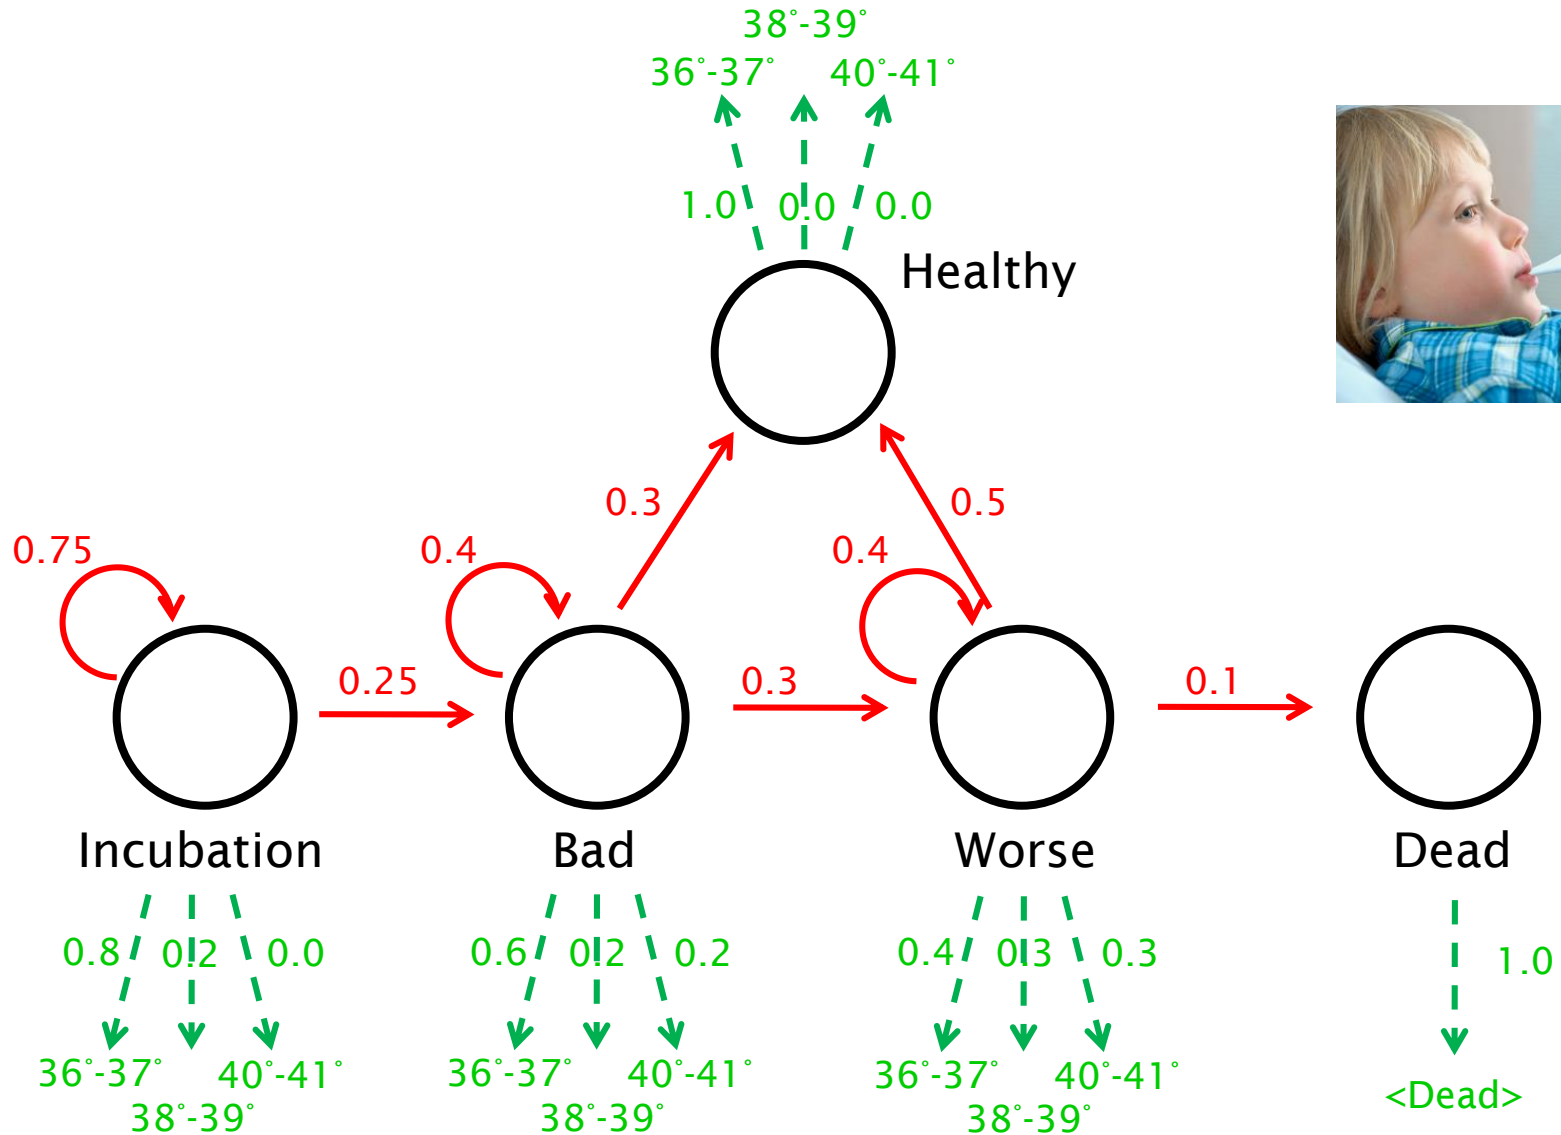 38°-39°
36°-37° 40°-41°
1.0 0.0 0.0
Healthy
0.3 0.5
0.75 0.4 0.4
0.25 0.3 0.1
Incubation Bad Worse Dead
0.8 0.2 0.0 0.6 0.2 0.2 0.4 0.3 0.3 1.0
36°-37° 40°-41° 36°-37° 40°-41° 36°-37° 40°-41°
38°-39° 38°-39° 38°-39° <Dead>